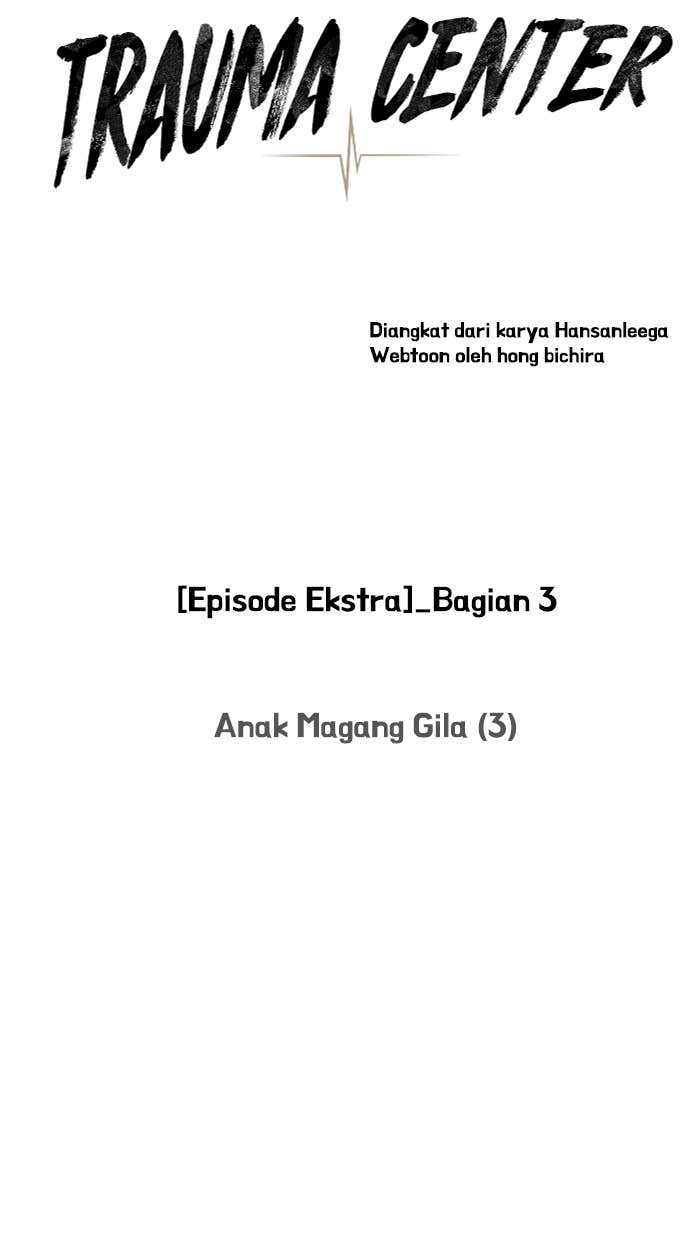 TRAUMA CENTER
Diangkat dari karya Hansanleega
Webtoon oleh hong bichira
[Episode Ekstra]_Bagian 3
Anak Magang Gila (3)